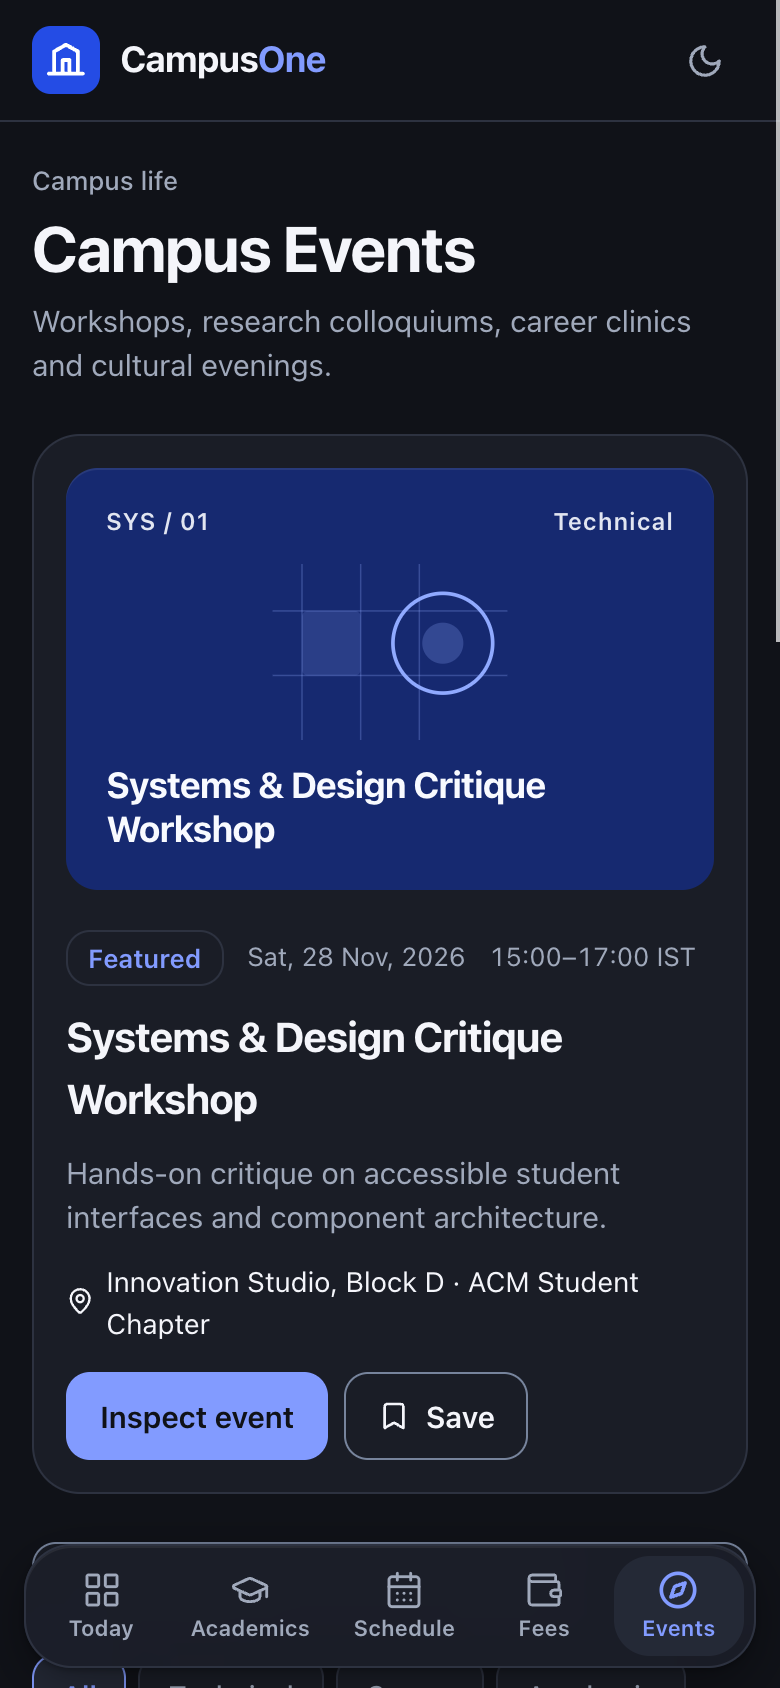 CampusOne
Campus life
Campus Events
Workshops, research colloquiums, career clinics
and cultural evenings.
SYS / 01
Technical
Systems & Design Critique
Workshop
Featured
Sat, 28 Nov, 2026
15:00–17:00 IST
Systems & Design Critique
Workshop
Hands-on critique on accessible student
interfaces and component architecture.
Innovation Studio, Block D · ACM Student
Chapter
Inspect event
Save
Today
Academics
Schedule
Fees
Events